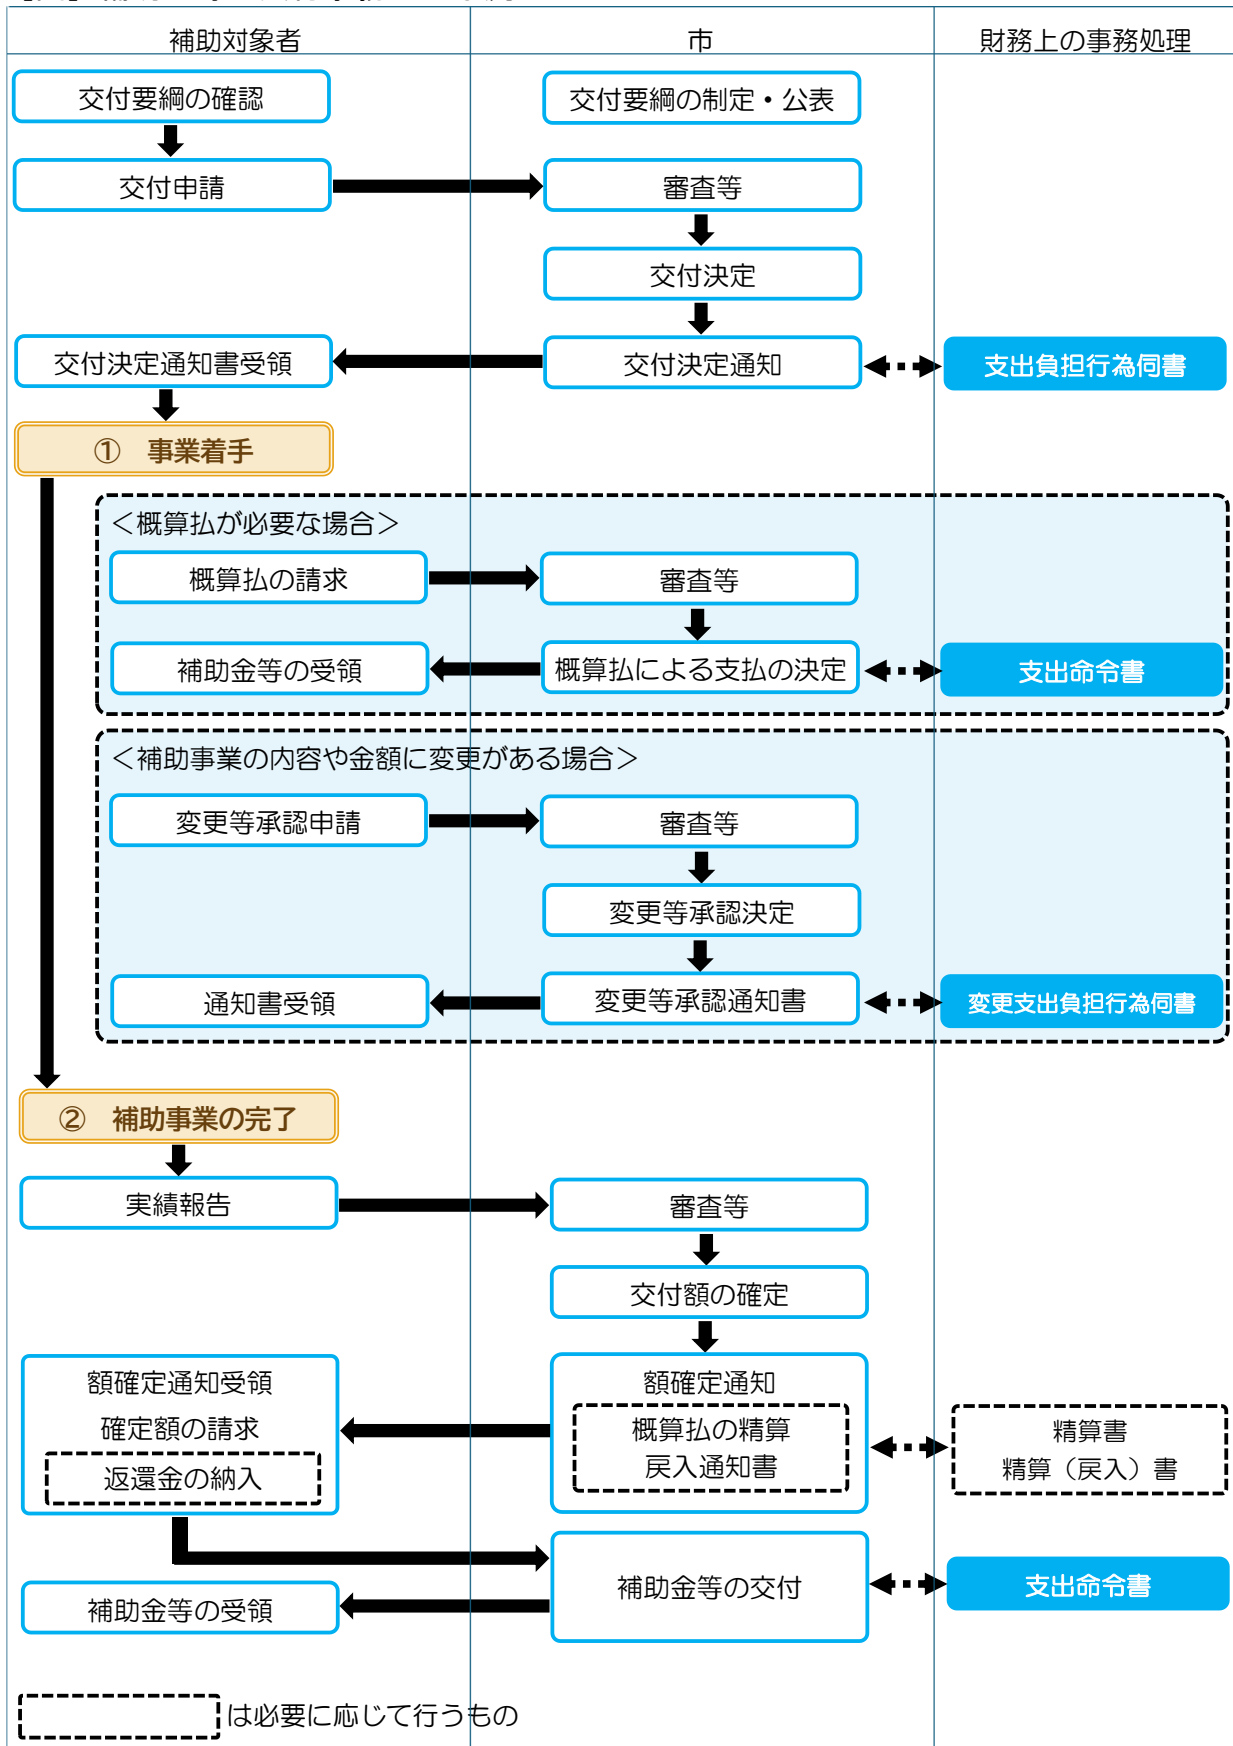 補助対象者
市
財務上の事務処理
交付要綱の確認
交付要綱の制定・公表
交付申請
審査等
交付決定
交付決定通知書受領
交付決定通知
支出負担行為伺書
① 事業着手
<概算払が必要な場合>
概算払の請求
審査等
補助金等の受領
概算払による支払の決定
支出命令書
<補助事業の内容や金額に変更がある場合>
変更等承認申請
審査等
変更等承認決定
通知書受領
変更等承認通知書
変更支出負担行為伺書
② 補助事業の完了
実績報告
審査等
交付額の確定
額確定通知受領
確定額の請求
返還金の納入
額確定通知
概算払の精算
戻入通知書
精算書
精算(戻入)書
補助金等の交付
支出命令書
補助金等の受領
は必要に応じて行うもの